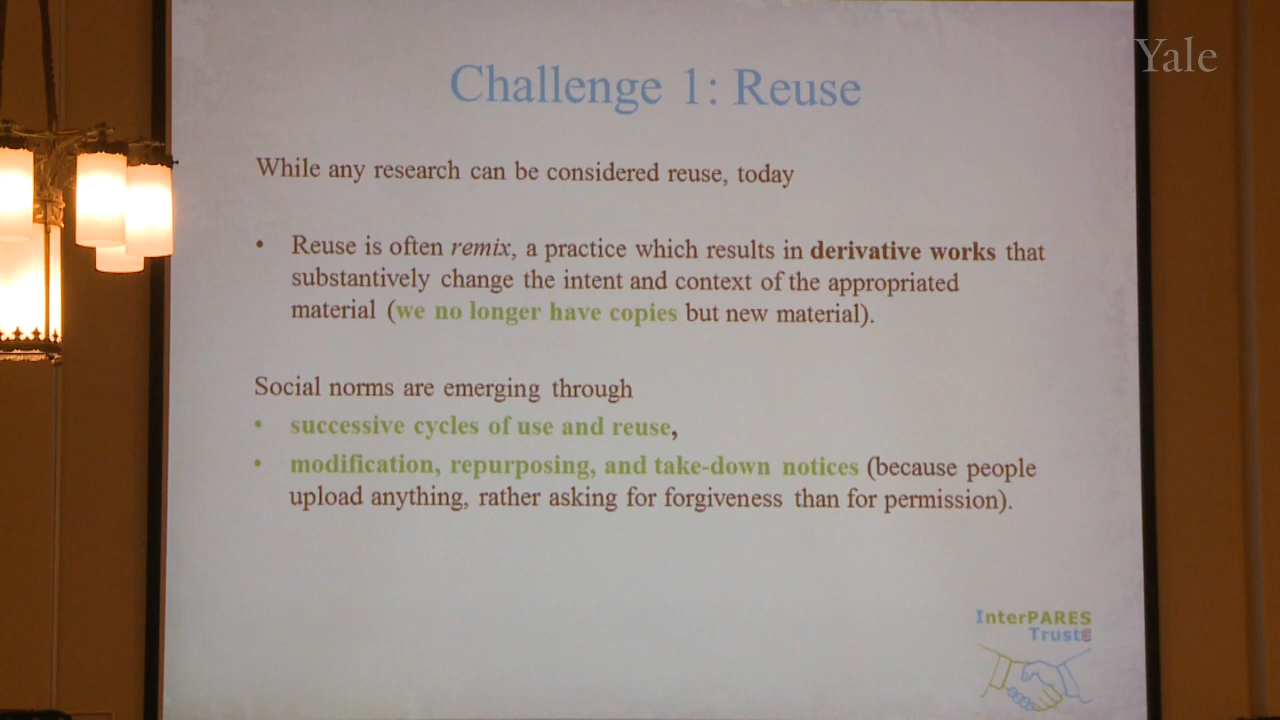 Yale
Challenge 1: Reuse
While any research can be considered reuse, today
• Reuse is often remix, a practice which results in derivative works that
substantively change the intent and context of the appropriated
material (we no longer have copies but new material).
Social norms are emerging through
• successive cycles of use and reuse,
• modification, repurposing, and take-down notices (because people
upload anything, rather asking for forgiveness than for permission).
InterPARES
Trust